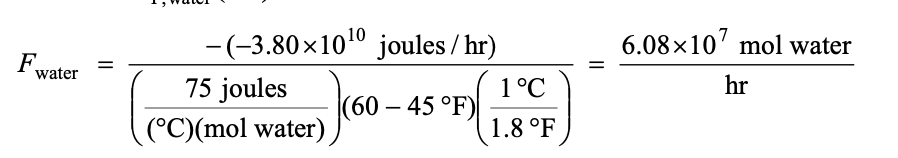 F_water = −(−3.80×10^10 joules / hr) / ((75 joules / (°C)(mol water))(60 – 45 °F)(1 °C / 1.8 °F)) = 6.08×10^7 mol water / hr